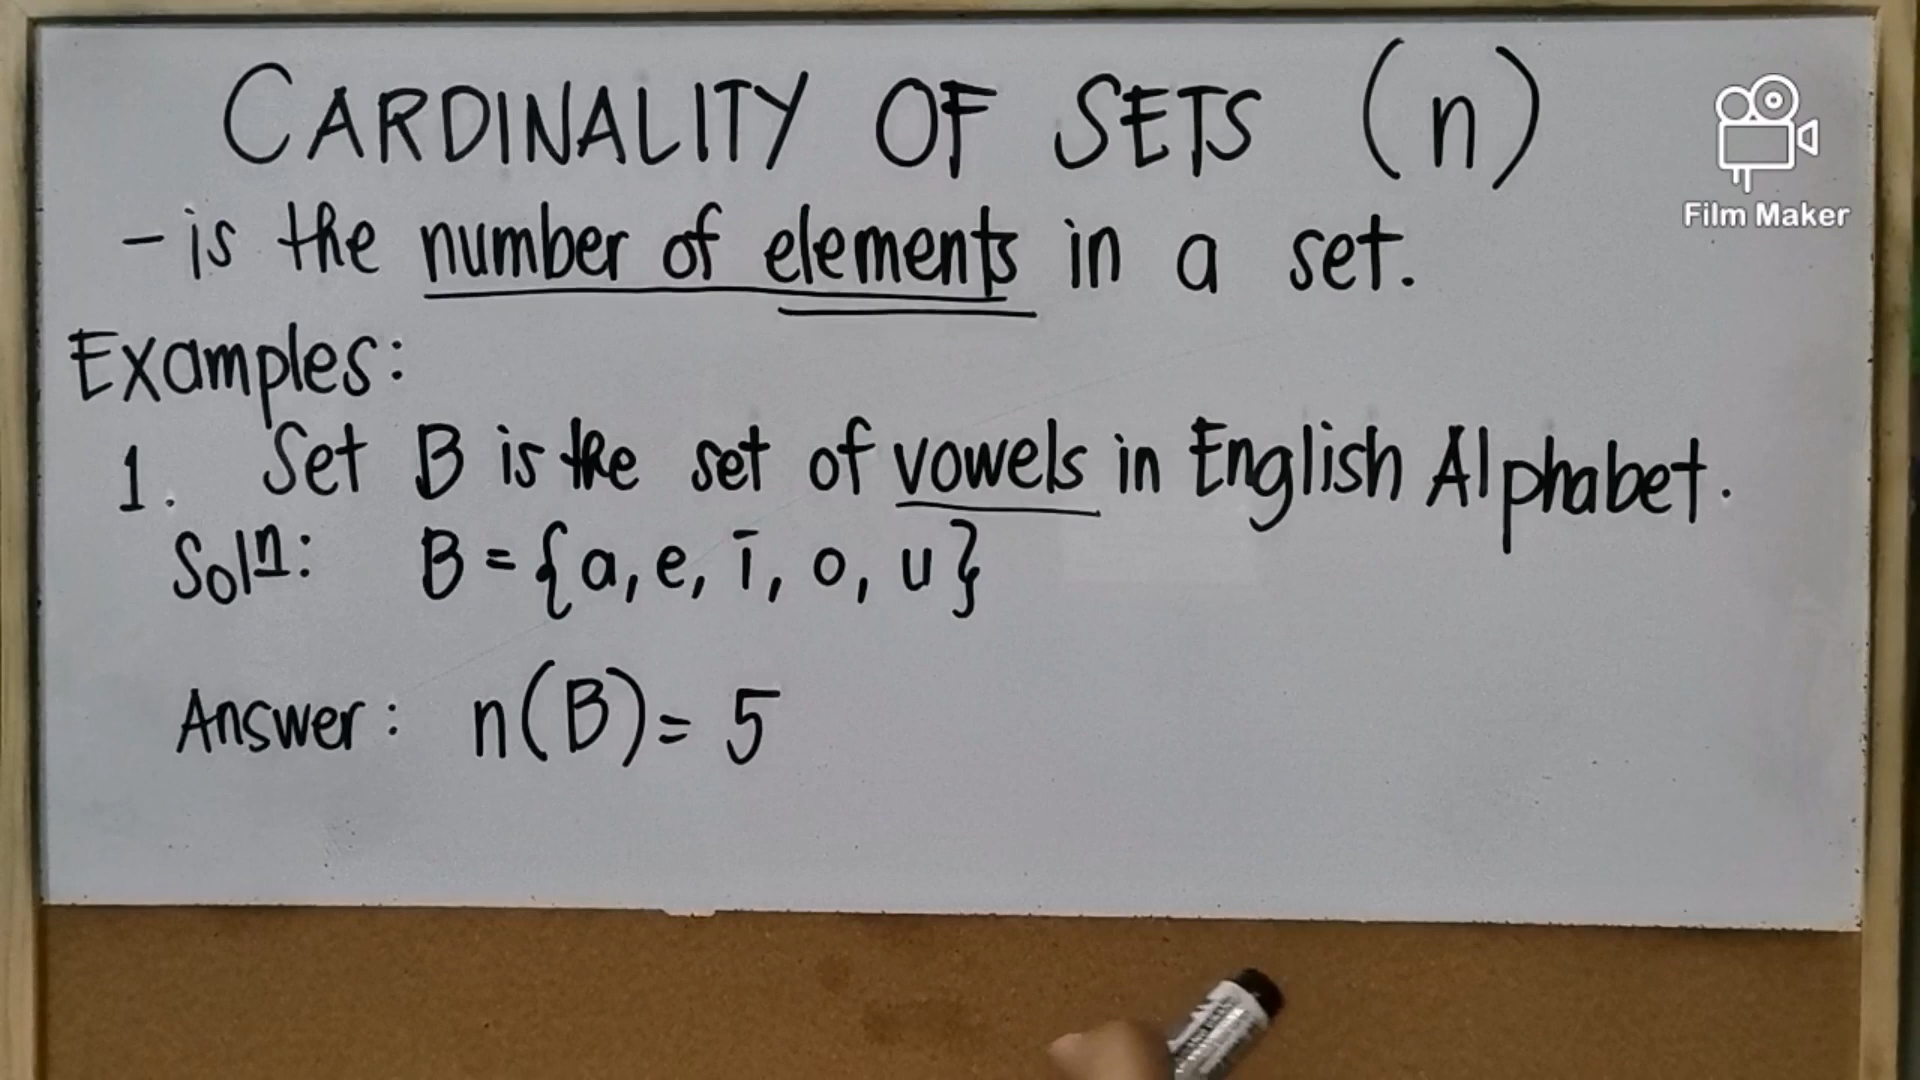 CARDINALITY OF SETS (n)
Film Maker
- is the number of elements in a set.
Examples:
1. Set B is the set of vowels in English Alphabet.
Soln: B = {a, e, i, o, u}
Answer: n(B) = 5